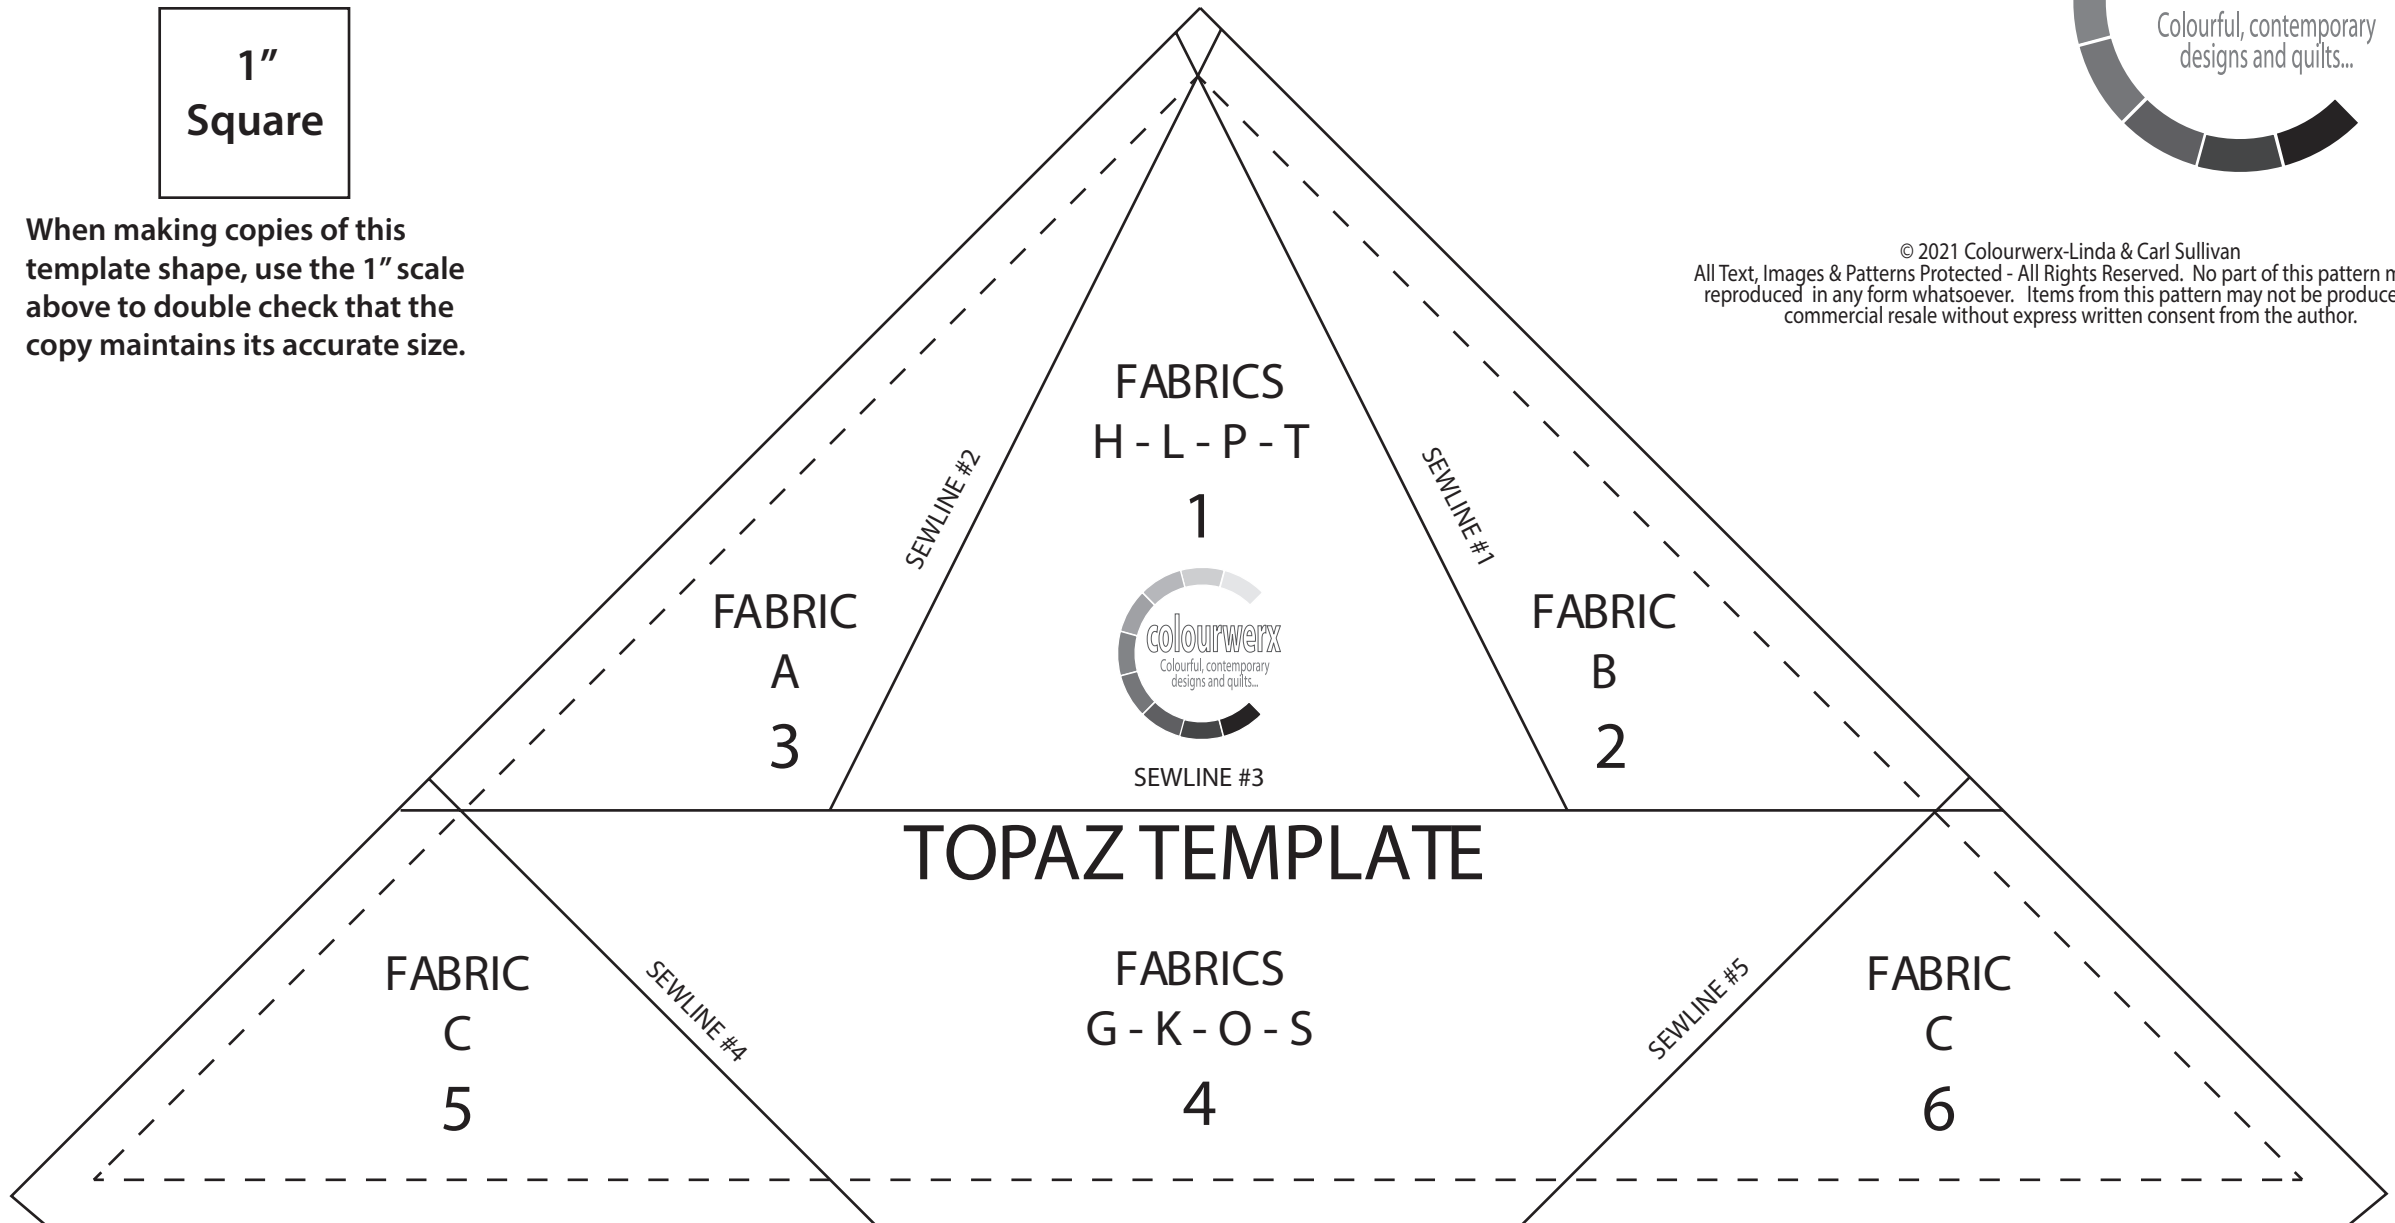 1”
Square
When making copies of this
template shape, use the 1” scale
above to double check that the
copy maintains its accurate size.
Colourful, contemporary
designs and quilts...
© 2021 Colourwerx-Linda & Carl Sullivan
All Text, Images & Patterns Protected - All Rights Reserved. No part of this pattern
reproduced in any form whatsoever. Items from this pattern may not be
commercial resale without express written consent from the author.
FABRICS
H - L - P - T
1
SEWLINE #2
SEWLINE #1
FABRIC
A
3
colourwerx
Colourful, contemporary
designs and quilts...
FABRIC
B
2
SEWLINE #3
TOPAZ TEMPLATE
FABRIC
C
5
SEWLINE #4
FABRICS
G - K - O - S
4
SEWLINE #5
FABRIC
C
6